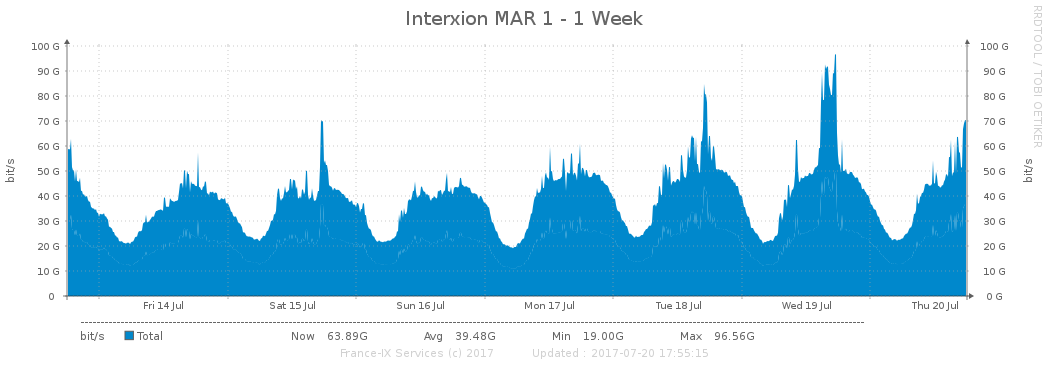 Interxion MAR 1 - 1 Week
RRDTOOL / TOBI OETIKER
bit/s
bit/s
100 G 100 G
90 G 90 G
80 G 80 G
70 G 70 G
60 G 60 G
50 G 50 G
40 G 40 G
30 G 30 G
20 G 20 G
10 G 10 G
0 0 G
Fri 14 Jul Sat 15 Jul Sun 16 Jul Mon 17 Jul Tue 18 Jul Wed 19 Jul Thu 20 Jul
bit/s Total Now 63.89G Avg 39.48G Min 19.00G Max 96.56G
France-IX Services (c) 2017 Updated : 2017-07-20 17:55:15